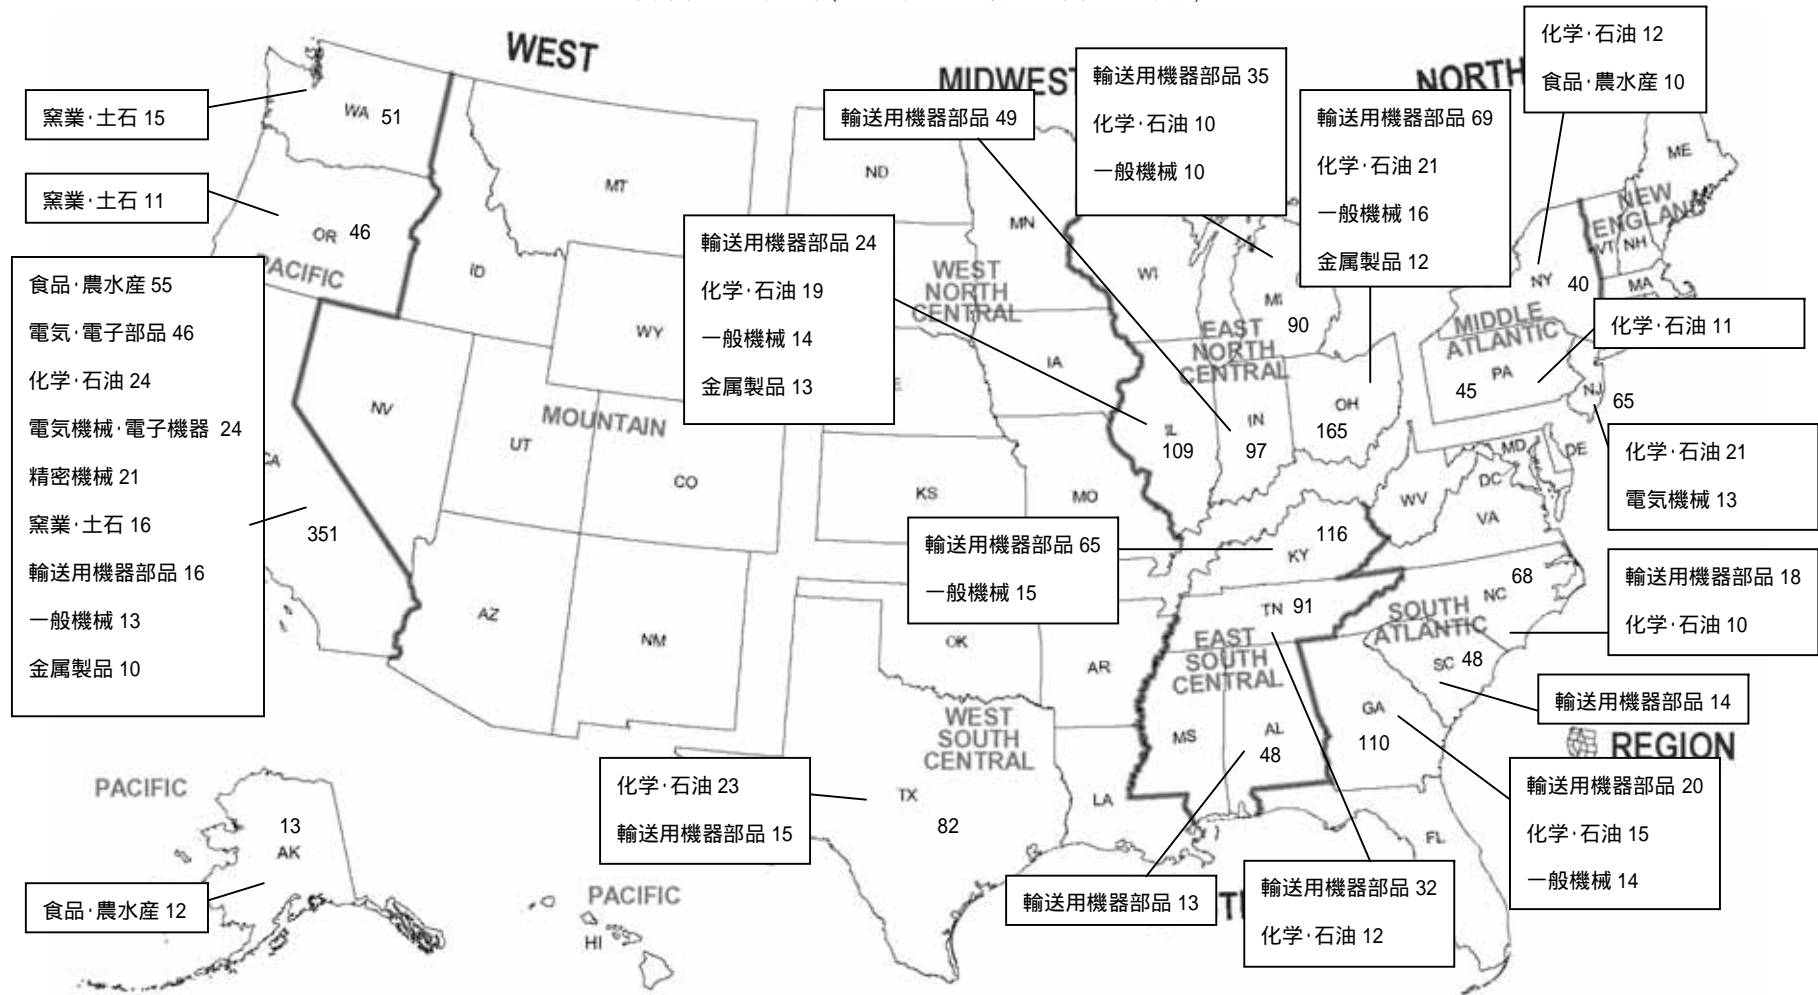 WEST
MIDWEST
NORTH
窯業·土石 15
窯業·土石 11
食品·農水産 55
電気·電子部品 46
化学·石油 24
電気機械·電子機器 24
精密機械 21
窯業·土石 16
輸送用機器部品 16
一般機械 13
金属製品 10
輸送用機器部品 49
輸送用機器部品 35
化学·石油 10
一般機械 10
輸送用機器部品 69
化学·石油 21
一般機械 16
金属製品 12
化学·石油 12
食品·農水産 10
輸送用機器部品 24
化学·石油 19
一般機械 14
金属製品 13
化学·石油 11
化学·石油 21
電気機械 13
輸送用機器部品 65
一般機械 15
輸送用機器部品 18
化学·石油 10
輸送用機器部品 14
輸送用機器部品 20
化学·石油 15
一般機械 14
化学·石油 23
輸送用機器部品 15
輸送用機器部品 13
輸送用機器部品 32
化学·石油 12
食品·農水産 12
WA 51
OR 46
PACIFIC
CA
351
MT
ID
WY
NV
UT
CO
AZ
NM
MOUNTAIN
ND
MN
WEST
NORTH
CENTRAL
IA
KS
MO
WI
MI
90
EAST
NORTH
CENTRAL
IL
109
IN
97
OH
165
NEW
ENGLAND
ME
VT
NH
MA
NY
40
MIDDLE
ATLANTIC
PA
45
NJ
65
MD
DE
DC
WV
VA
KY
116
TN 91
NC
68
SOUTH
ATLANTIC
SC 48
GA
110
FL
EAST
SOUTH
CENTRAL
MS
AL
48
OK
AR
LA
WEST
SOUTH
CENTRAL
TX
82
REGION
PACIFIC
13
AK
PACIFIC
HI